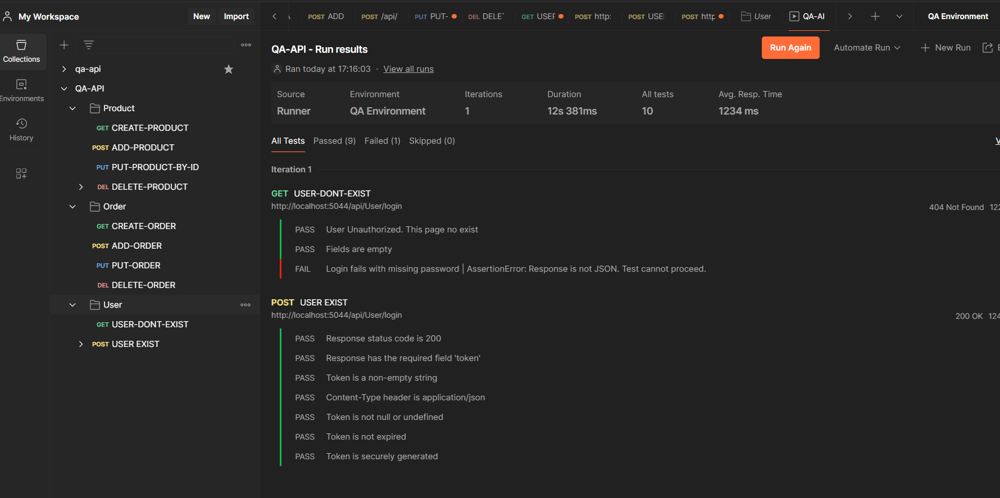 My Workspace
New
Import
POST ADD
POST /api/
PUT PUT-
DEL DELE
GET USER
POST http:
POST USE
POST http
User
QA-AI
QA Environment
Collections
Environments
History
qa-api
QA-API
Product
GET CREATE-PRODUCT
POST ADD-PRODUCT
PUT PUT-PRODUCT-BY-ID
DEL DELETE-PRODUCT
Order
GET CREATE-ORDER
POST ADD-ORDER
PUT PUT-ORDER
DEL DELETE-ORDER
User
GET USER-DONT-EXIST
POST USER EXIST
QA-API - Run results
Run Again
Automate Run
New Run
Ran today at 17:16:03 · View all runs
Source Environment Iterations Duration All tests Avg. Resp. Time
Runner QA Environment 1 12s 381ms 10 1234 ms
All Tests Passed (9) Failed (1) Skipped (0)
Iteration 1
GET USER-DONT-EXIST
http://localhost:5044/api/User/login
404 Not Found 122
PASS User Unauthorized. This page no exist
PASS Fields are empty
FAIL Login fails with missing password | AssertionError: Response is not JSON. Test cannot proceed.
POST USER EXIST
http://localhost:5044/api/User/login
200 OK 124
PASS Response status code is 200
PASS Response has the required field 'token'
PASS Token is a non-empty string
PASS Content-Type header is application/json
PASS Token is not null or undefined
PASS Token is not expired
PASS Token is securely generated